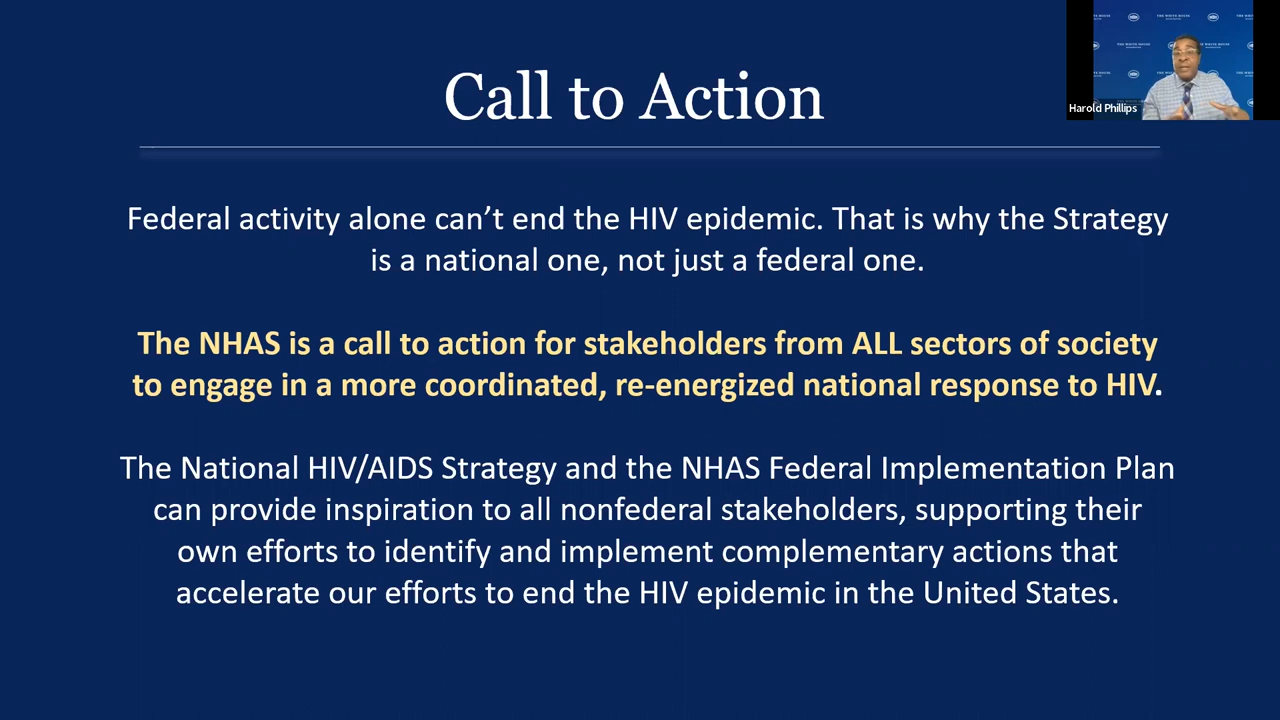 Call to Action
Harold Phillips
Federal activity alone can’t end the HIV epidemic. That is why the Strategy
is a national one, not just a federal one.
The NHAS is a call to action for stakeholders from ALL sectors of society
to engage in a more coordinated, re-energized national response to HIV.
The National HIV/AIDS Strategy and the NHAS Federal Implementation Plan
can provide inspiration to all nonfederal stakeholders, supporting their
own efforts to identify and implement complementary actions that
accelerate our efforts to end the HIV epidemic in the United States.